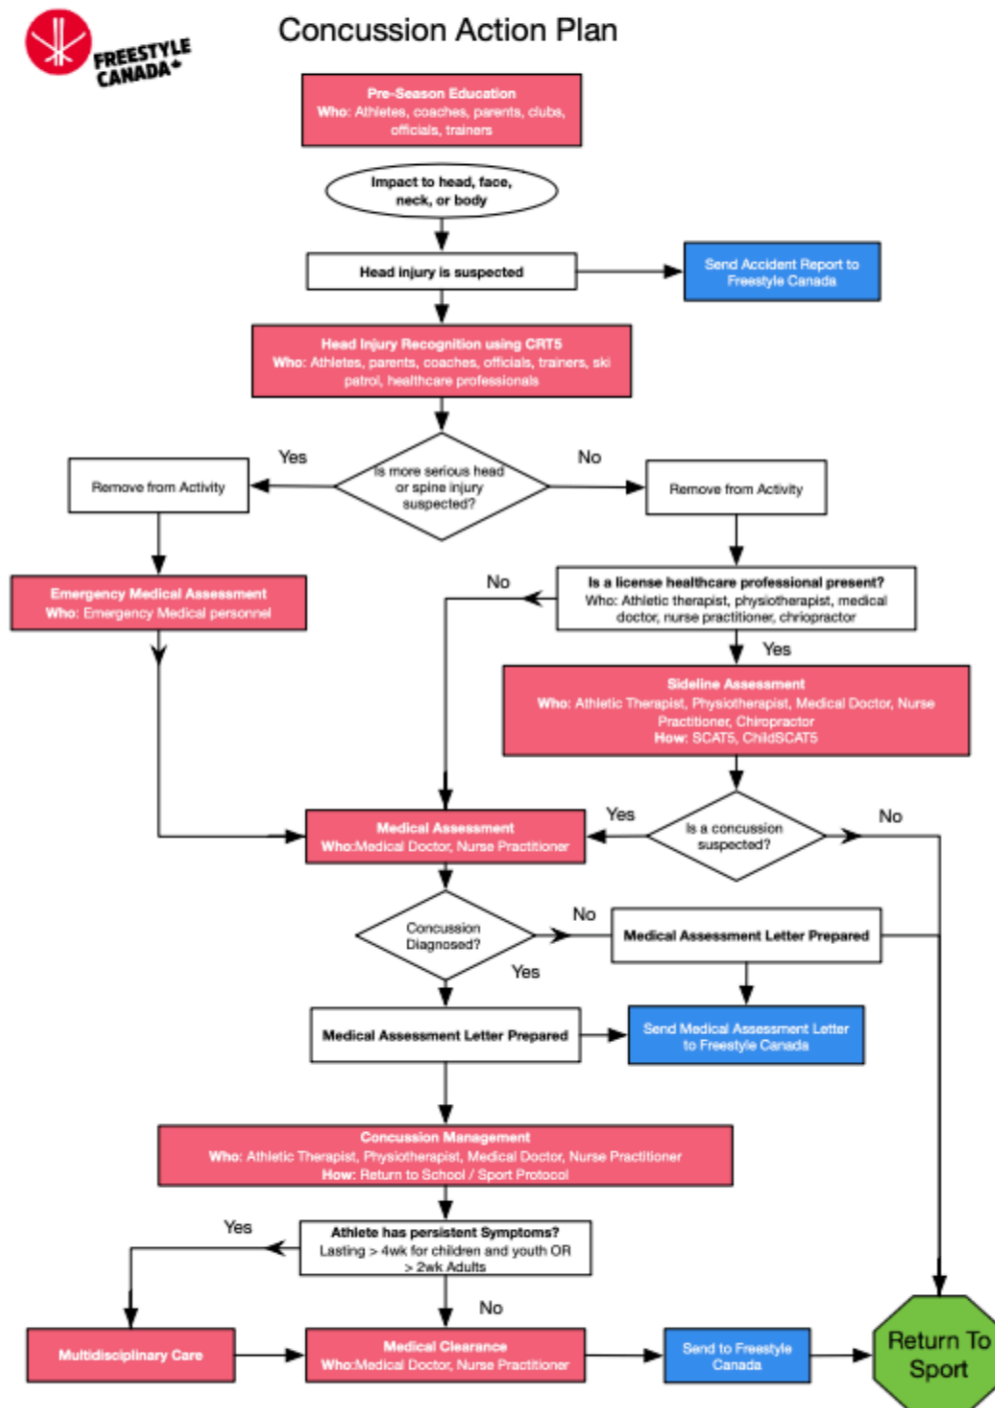 FREESTYLE
CANADA
Concussion Action Plan
Pre-Season Education
Who: Athletes, coaches, parents, clubs,
officials, trainers
Impact to head, face,
neck, or body
Head injury is suspected
Send Accident Report to
Freestyle Canada
Head Injury Recognition using CRT5
Who: Athletes, parents, coaches, officials, trainers, ski
patrol, healthcare professionals
Yes
Is more serious head
or spine injury
suspected?
No
Remove from Activity
Remove from Activity
Emergency Medical Assessment
Who: Emergency Medical personnel
No
Is a license healthcare professional present?
Who: Athletic therapist, physiotherapist, medical
doctor, nurse practitioner, chriopractor
Yes
Sideline Assessment
Who: Athletic Therapist, Physiotherapist, Medical Doctor, Nurse
Practitioner, Chiropractor
How: SCAT5, ChildSCAT5
Medical Assessment
Who:Medical Doctor, Nurse Practitioner
Yes
Is a concussion
suspected?
No
Concussion
Diagnosed?
No
Medical Assessment Letter Prepared
Yes
Medical Assessment Letter Prepared
Send Medical Assessment Letter
to Freestyle Canada
Concussion Management
Who: Athletic Therapist, Physiotherapist, Medical Doctor, Nurse Practitioner
How: Return to School / Sport Protocol
Yes
Athlete has persistent Symptoms?
Lasting > 4wk for children and youth OR
> 2wk Adults
No
Multidisciplinary Care
Medical Clearance
Who:Medical Doctor, Nurse Practitioner
Send to Freestyle
Canada
Return To
Sport